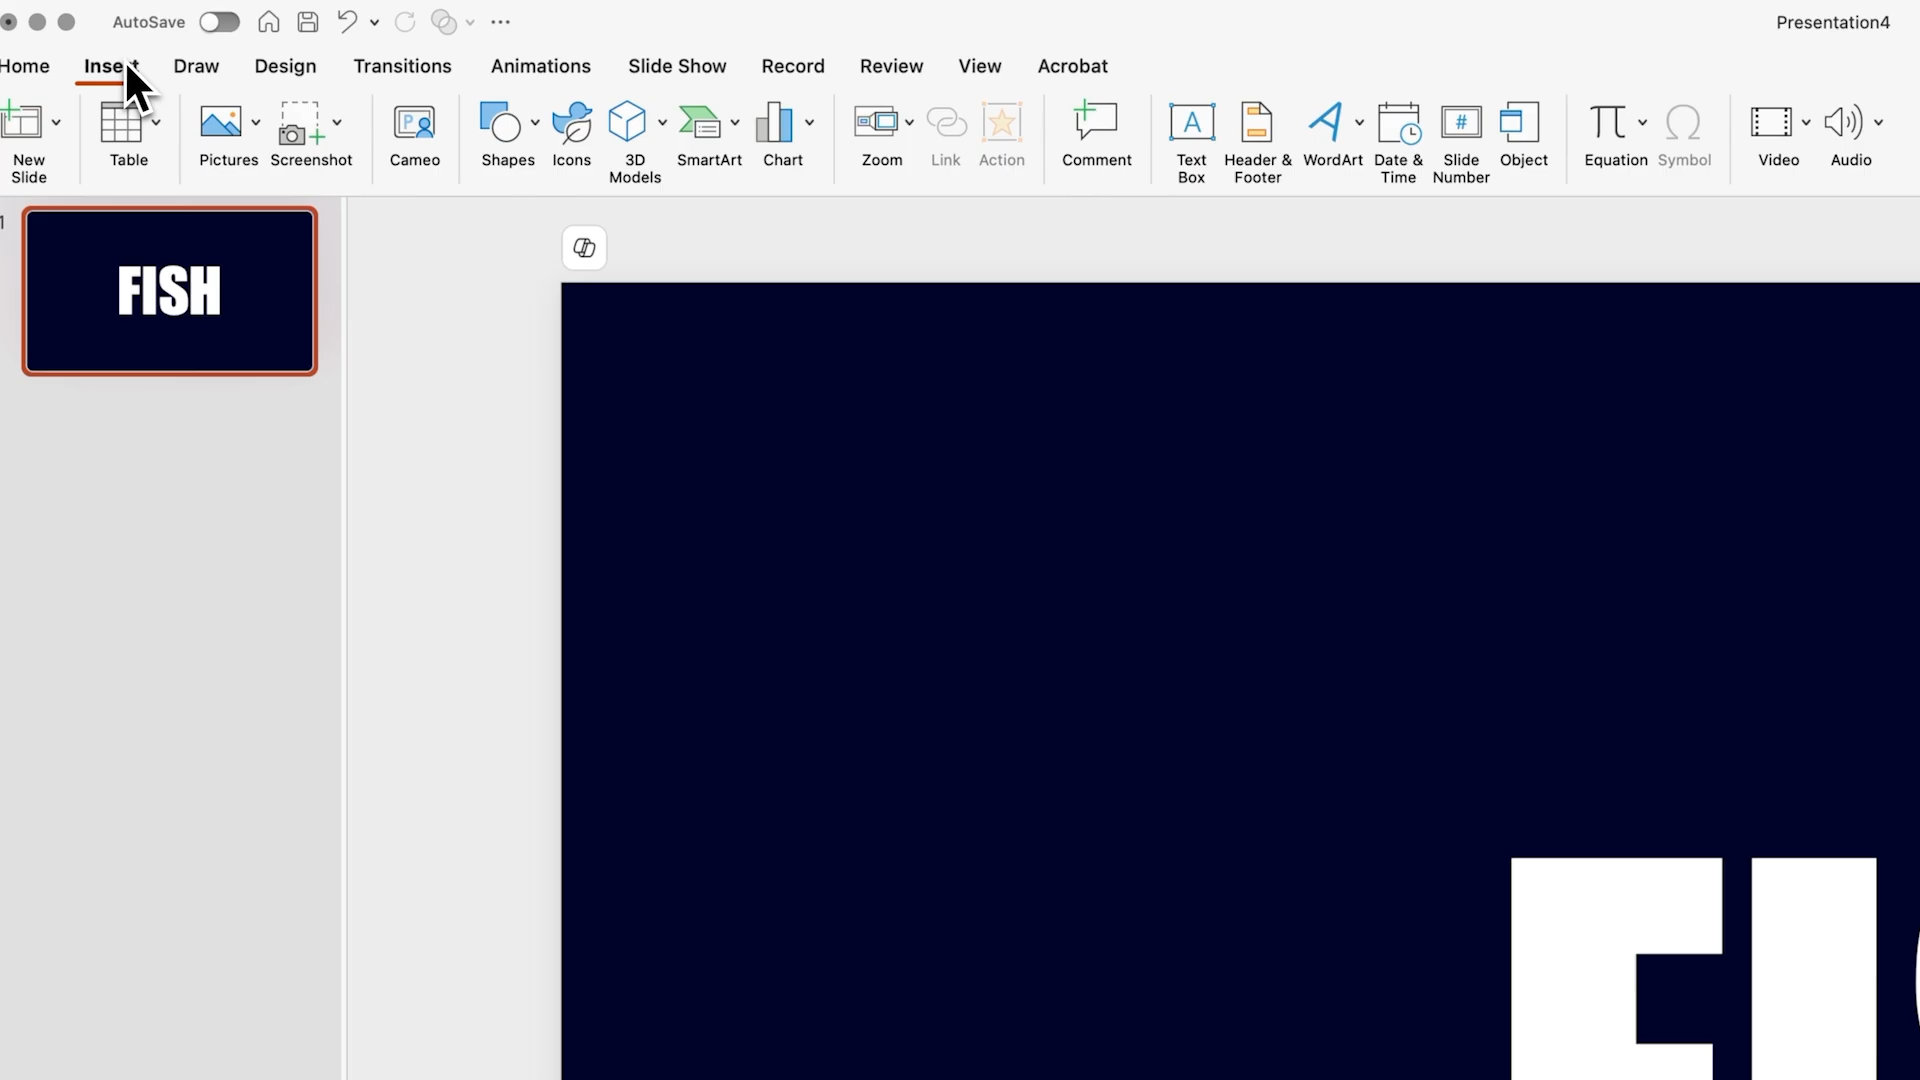 AutoSave
Presentation4
Home Insert Draw Design Transitions Animations Slide Show Record Review View Acrobat
New Slide
Table
Pictures
Screenshot
Cameo
Shapes
Icons
3D Models
SmartArt
Chart
Zoom
Link
Action
Comment
Text Box
Header & Footer
WordArt
Date & Time
Slide Number
Object
Equation
Symbol
Video
Audio
1
FISH
FI